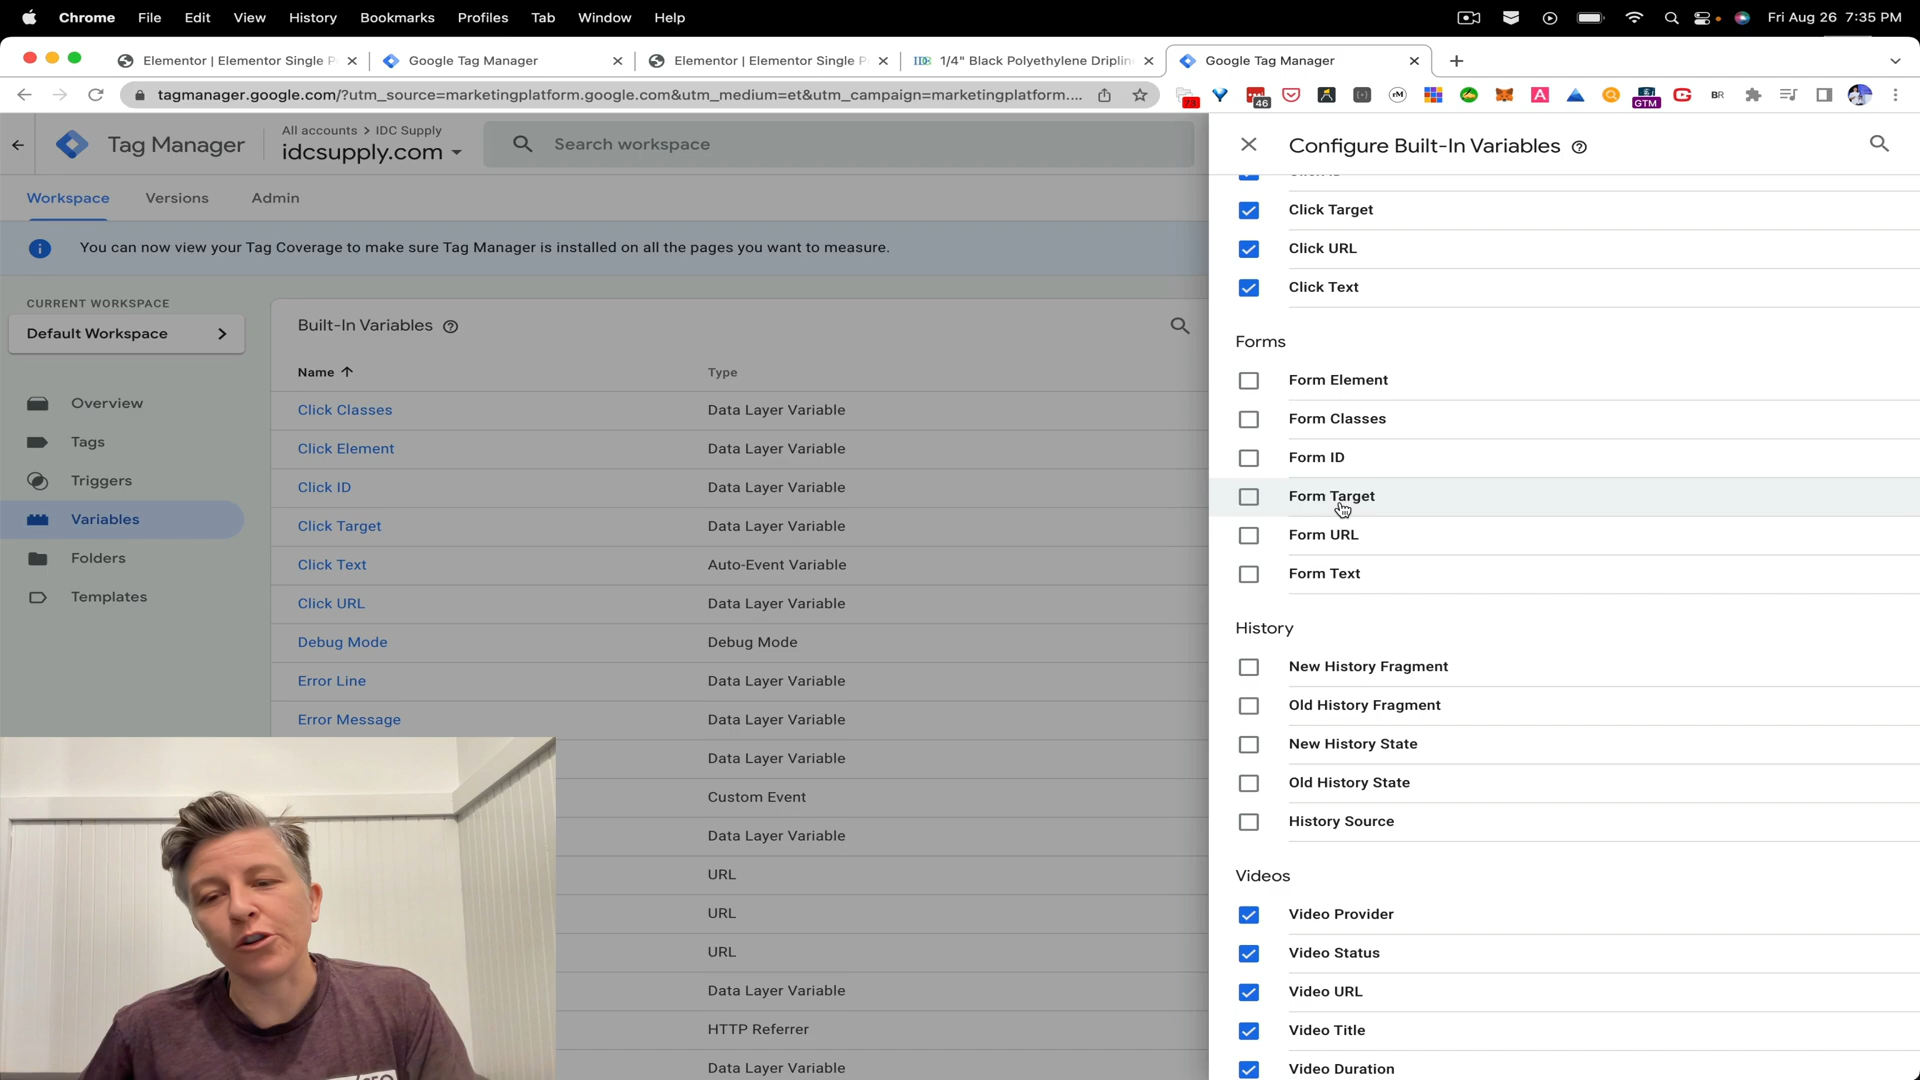 Chrome File Edit View History Bookmarks Profiles Tab Window Help Fri Aug 26 7:35 PM
Elementor | Elementor Single P Google Tag Manager Elementor | Elementor Single P IDC 1/4" Black Polyethylene Driplin Google Tag Manager
tagmanager.google.com/?utm_source=marketingplatform.google.com&utm_medium=et&utm_campaign=marketingplatform.... 73 46 rM A GTM BR
Tag Manager
All accounts > IDC Supply
idcsupply.com
Search workspace
Workspace Versions Admin
You can now view your Tag Coverage to make sure Tag Manager is installed on all the pages you want to measure.
CURRENT WORKSPACE
Default Workspace
Overview
Tags
Triggers
Variables
Folders
Templates
Built-In Variables
Name Type
Click Classes Data Layer Variable
Click Element Data Layer Variable
Click ID Data Layer Variable
Click Target Data Layer Variable
Click Text Auto-Event Variable
Click URL Data Layer Variable
Debug Mode Debug Mode
Error Line Data Layer Variable
Error Message Data Layer Variable
Data Layer Variable
Custom Event
Data Layer Variable
URL
URL
URL
Data Layer Variable
HTTP Referrer
Data Layer Variable
Configure Built-In Variables
Click Target
Click URL
Click Text
Forms
Form Element
Form Classes
Form ID
Form Target
Form URL
Form Text
History
New History Fragment
Old History Fragment
New History State
Old History State
History Source
Videos
Video Provider
Video Status
Video URL
Video Title
Video Duration